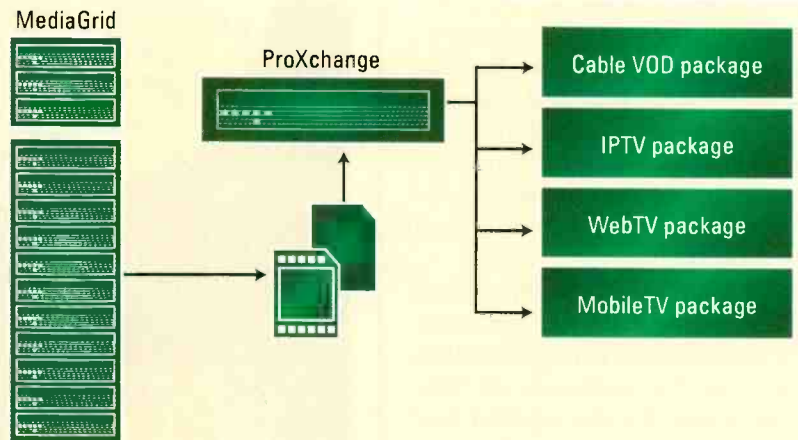 MediaGrid
ProXchange
Cable VOD package
IPTV package
WebTV package
MobileTV package